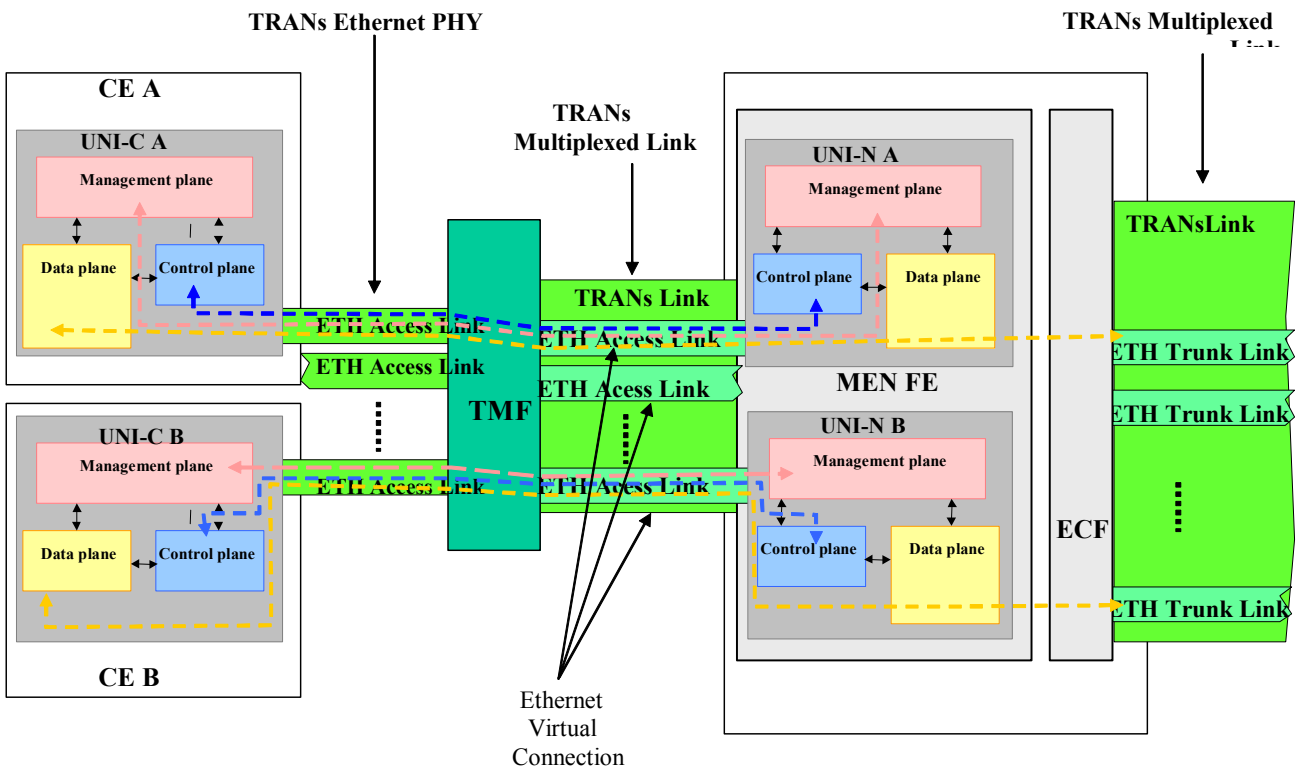 TRANs Ethernet PHY
TRANs Multiplexed
Link
CE A
TRANs
Multiplexed Link
UNI-C A
Management plane
Data plane
Control plane
UNI-N A
Management plane
Control plane
Data plane
TRANsLink
TRANs Link
ETH Access Link
ETH Access Link
ETH Trunk Link
ETH Access Link
ETH Acess Link
MEN FE
TMF
ETH Trunk Link
UNI-C B
Management plane
Data plane
Control plane
UNI-N B
Management plane
Control plane
Data plane
ETH Access Link
ETH Acess Link
ECF
ETH Trunk Link
CE B
Ethernet
Virtual
Connection